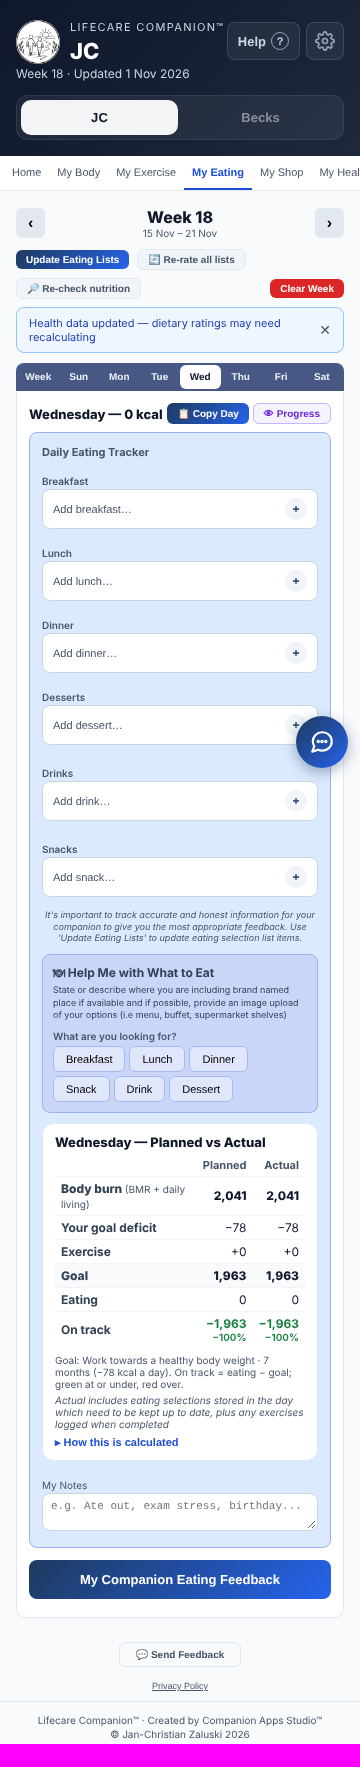 LIFECARE COMPANION™
JC
Help ?
Week 18 · Updated 1 Nov 2026
JC
Becks
Home My Body My Exercise My Eating My Shop My Heal
‹ Week 18 ›
15 Nov – 21 Nov
Update Eating Lists 🔄 Re-rate all lists
🔎 Re-check nutrition Clear Week
Health data updated — dietary ratings may need ✕
recalculating
Week Sun Mon Tue Wed Thu Fri Sat
Wednesday — 0 kcal 📋 Copy Day 👁 Progress
Daily Eating Tracker
Breakfast
Add breakfast… +
Lunch
Add lunch… +
Dinner
Add dinner… +
Desserts
Add dessert… +
Drinks
Add drink… +
Snacks
Add snack… +
It's important to track accurate and honest information for your
companion to give you the most appropriate feedback. Use
'Update Eating Lists' to update eating selection list items.
🍽 Help Me with What to Eat
State or describe where you are including brand named
place if available and if possible, provide an image upload
of your options (i.e menu, buffet, supermarket shelves)
What are you looking for?
Breakfast Lunch Dinner
Snack Drink Dessert
Wednesday — Planned vs Actual
Planned Actual
Body burn (BMR + daily 2,041 2,041
living)
Your goal deficit −78 −78
Exercise +0 +0
Goal 1,963 1,963
Eating 0 0
On track −1,963 −1,963
−100% −100%
Goal: Work towards a healthy body weight · 7
months (−78 kcal a day). On track = eating − goal;
green at or under, red over.
Actual includes eating selections stored in the day
which need to be kept up to date, plus any exercises
logged when completed
▸ How this is calculated
My Notes
e.g. Ate out, exam stress, birthday...
My Companion Eating Feedback
💬 Send Feedback
Privacy Policy
Lifecare Companion™ · Created by Companion Apps Studio™
© Jan-Christian Zaluski 2026